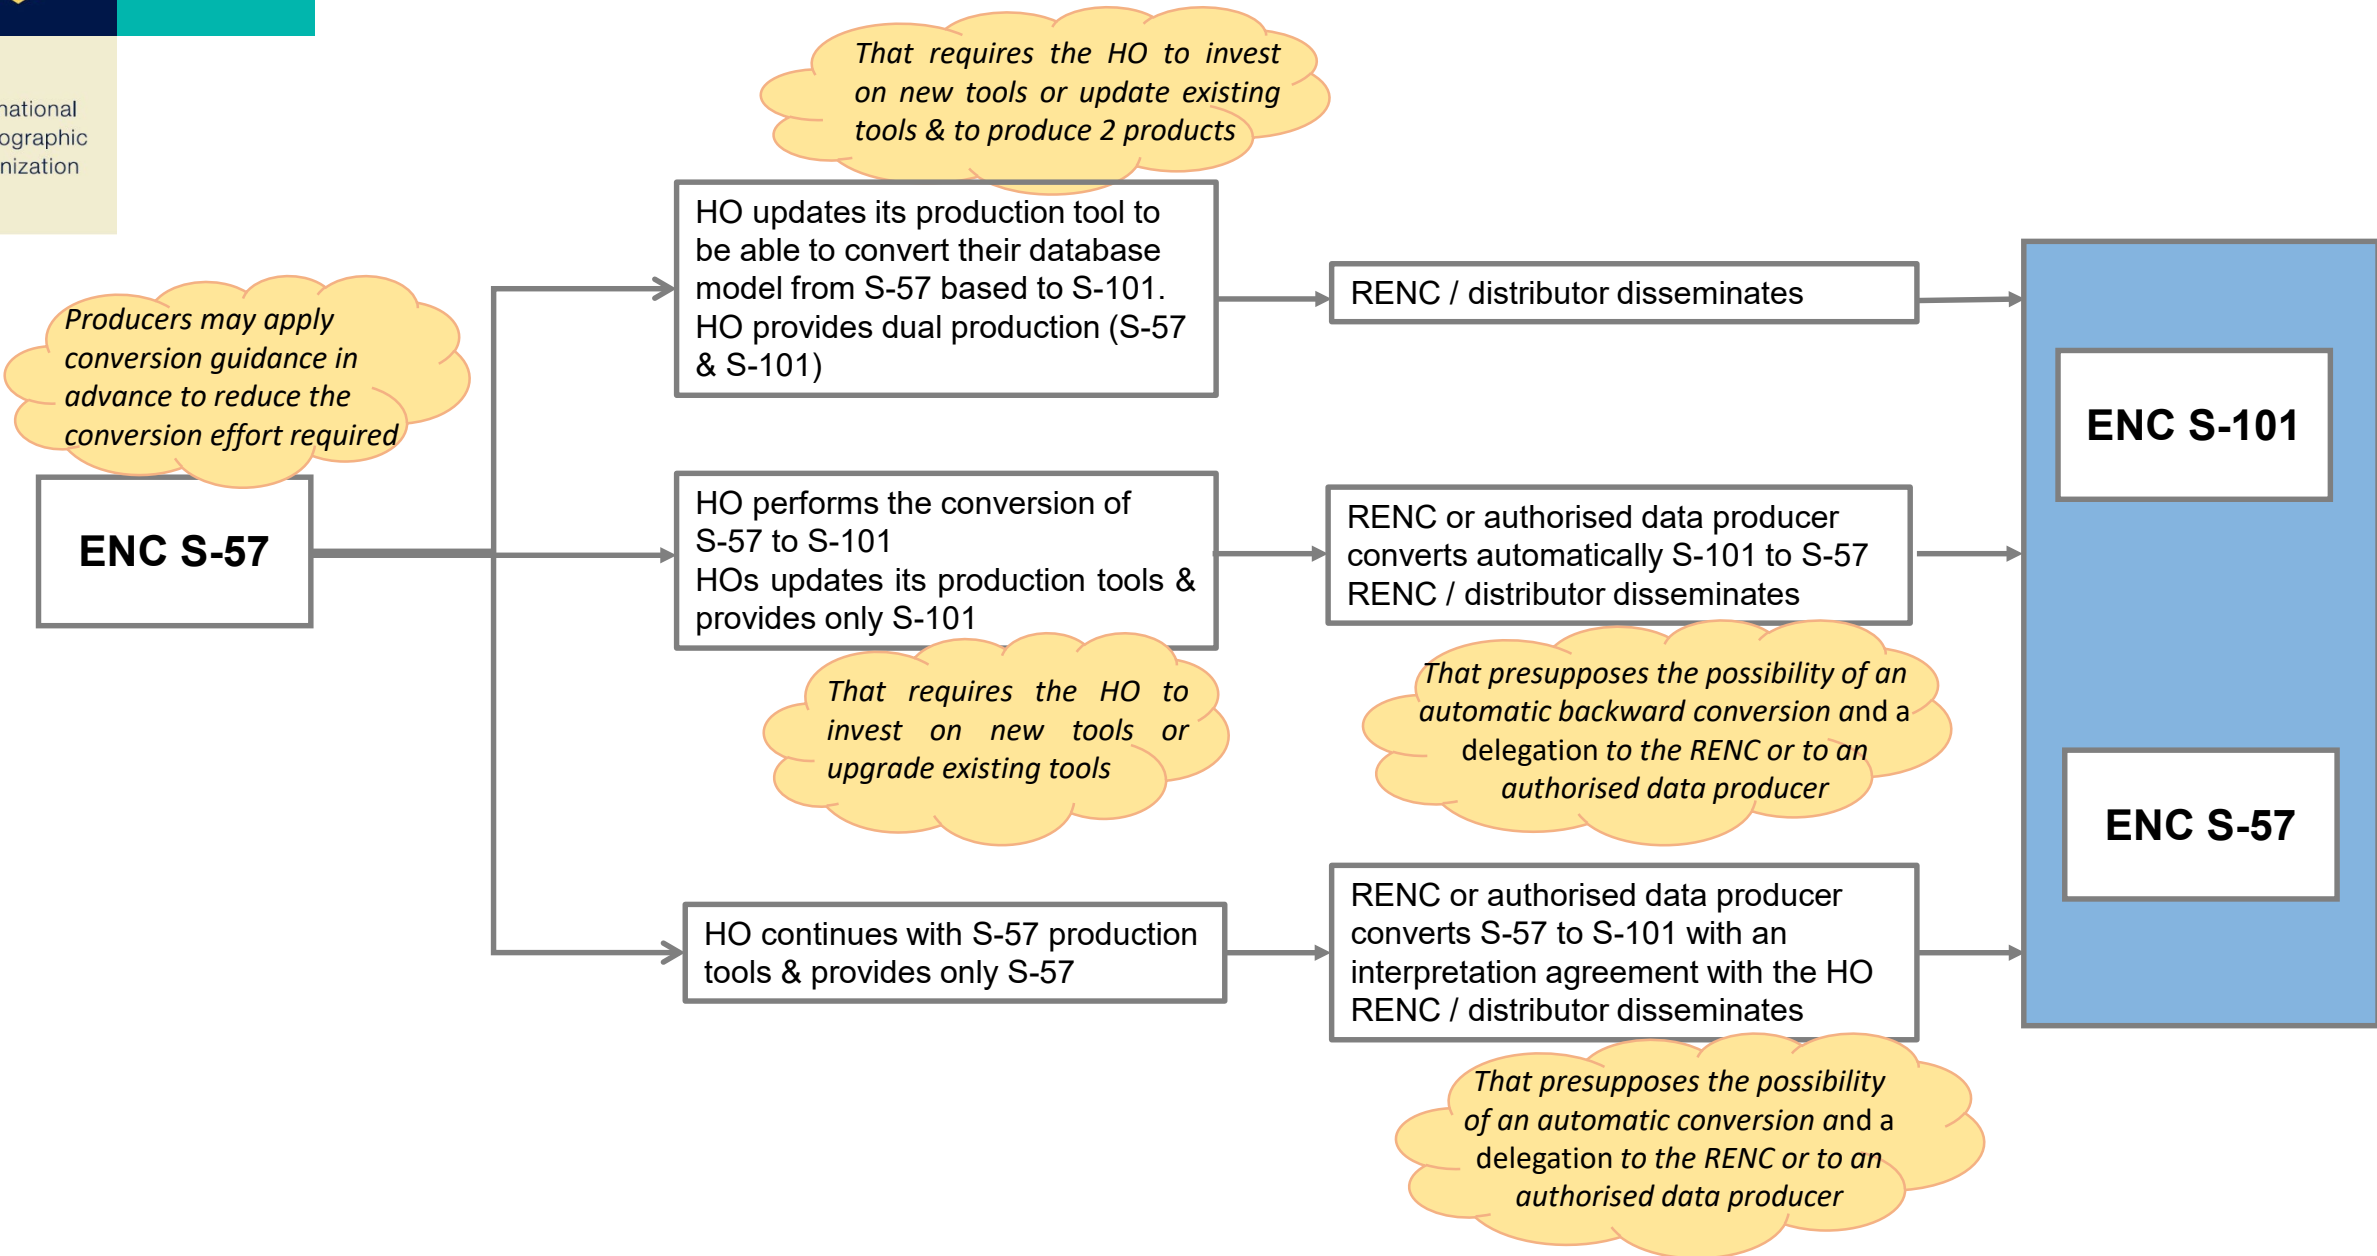 national
ographic
nization
That requires the HO to invest
on new tools or update existing
tools & to produce 2 products
HO updates its production tool to
be able to convert their database
model from S-57 based to S-101.
HO provides dual production (S-57
& S-101)
RENC / distributor disseminates
Producers may apply
conversion guidance in
advance to reduce the
conversion effort required
ENC S-57
HO performs the conversion of
S-57 to S-101
HOs updates its production tools &
provides only S-101
RENC or authorised data producer
converts automatically S-101 to S-57
RENC / distributor disseminates
That requires the HO to
invest on new tools or
upgrade existing tools
That presupposes the possibility of an
automatic backward conversion and a
delegation to the RENC or to an
authorised data producer
HO continues with S-57 production
tools & provides only S-57
RENC or authorised data producer
converts S-57 to S-101 with an
interpretation agreement with the HO
RENC / distributor disseminates
That presupposes the possibility
of an automatic conversion and a
delegation to the RENC or to an
authorised data producer
ENC S-101
ENC S-57